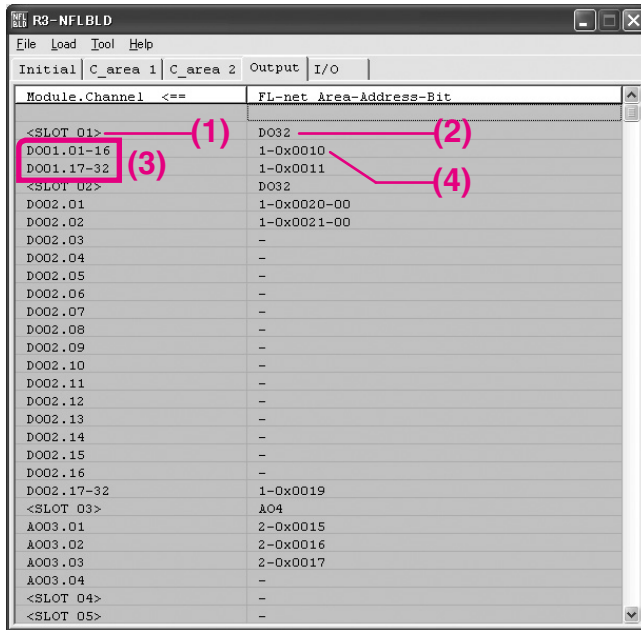 NFL BLD R3-NFLBLD
File Load Tool Help
Initial C_area 1 C_area 2 Output I/O
Module.Channel <== FL-net Area-Address-Bit
<SLOT 01> (1) DO32 (2)
DO01.01-16 1-0x0010
DO01.17-32 (3) 1-0x0011 (4)
<SLOT 02> DO32
DO02.01 1-0x0020-00
DO02.02 1-0x0021-00
DO02.03 -
DO02.04 -
DO02.05 -
DO02.06 -
DO02.07 -
DO02.08 -
DO02.09 -
DO02.10 -
DO02.11 -
DO02.12 -
DO02.13 -
DO02.14 -
DO02.15 -
DO02.16 -
DO02.17-32 1-0x0019
<SLOT 03> AO4
AO03.01 2-0x0015
AO03.02 2-0x0016
AO03.03 2-0x0017
AO03.04 -
<SLOT 04> -
<SLOT 05> -